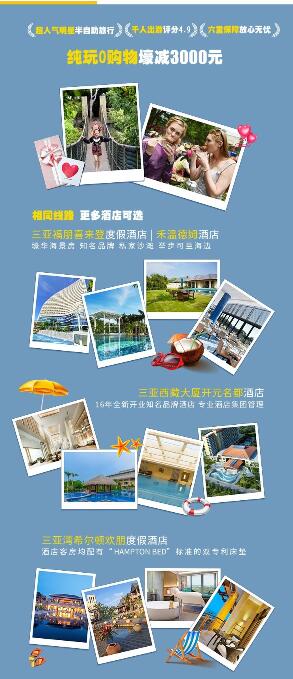 超人气明星半自助旅行 千人出游评分4.9 六重保障放心无忧
纯玩0购物壕减3000元
相同线路 更多酒店可选
三亚福朋喜来登度假酒店 | 禾温德姆酒店
级华海景房 知名品牌 私家沙滩 举步可至海边
三亚西藏大厦开元名都酒店
16年全新开业知名品牌酒店 专业酒店集团管理
三亚湾希尔顿欢朋度假酒店
酒店客房均配有“HAMPTON BED”标准的双专利床垫